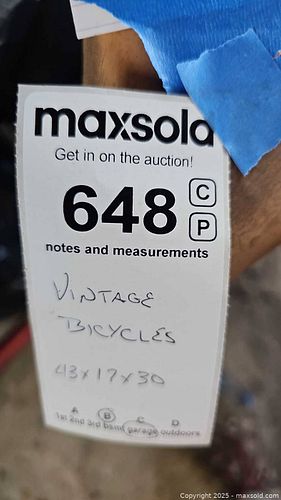 maxsold
Get in on the auction!
648 C
P
notes and measurements
VINTAGE
BICYCLES
43x17x30
A B C D
1st 2nd 3rd bsmt garage outdoors
Copyright © 2025 - maxsold.com